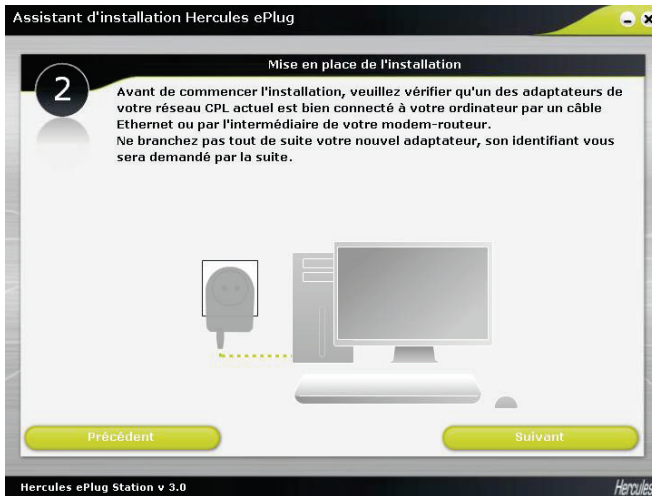 Assistant d'installation Hercules ePlug
2
Mise en place de l'installation
Avant de commencer l'installation, veuillez vérifier qu'un des adaptateurs de
votre réseau CPL actuel est bien connecté à votre ordinateur par un câble
Ethernet ou par l'intermédiaire de votre modem-routeur.
Ne branchez pas tout de suite votre nouvel adaptateur, son identifiant vous
sera demandé par la suite.
Précédent
Suivant
Hercules ePlug Station v 3.0
Hercules